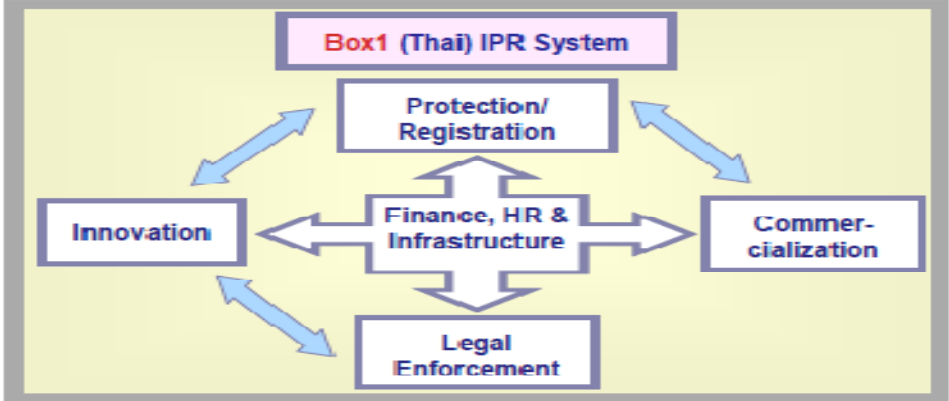 Box1 (Thai) IPR System
Protection/
Registration
Innovation
Finance, HR &
Infrastructure
Commer-
cialization
Legal
Enforcement